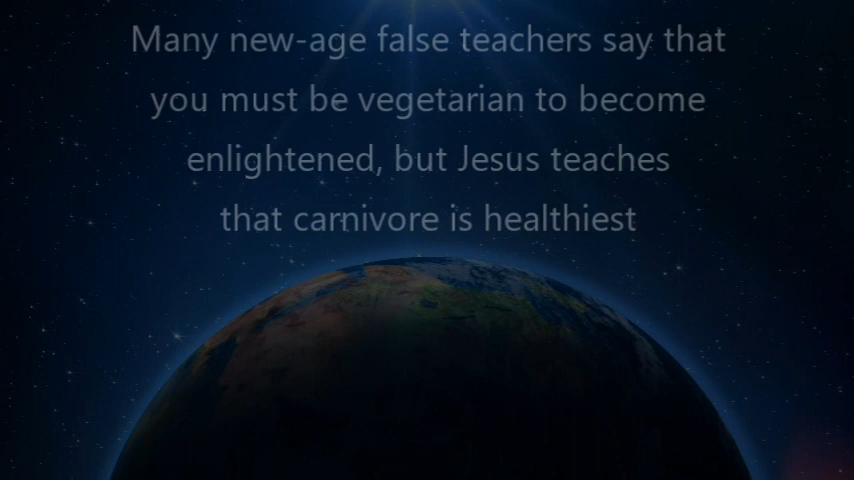 Many new-age false teachers say that
you must be vegetarian to become
enlightened, but Jesus teaches
that carnivore is healthiest